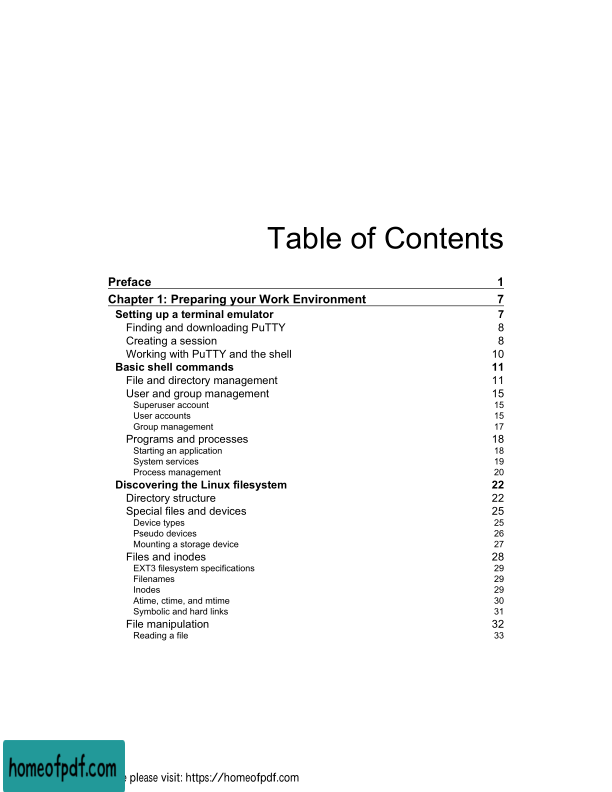 Table of Contents
Preface 1
Chapter 1: Preparing your Work Environment 7
Setting up a terminal emulator 7
Finding and downloading PuTTY 8
Creating a session 8
Working with PuTTY and the shell 10
Basic shell commands 11
File and directory management 11
User and group management 15
Superuser account 15
User accounts 15
Group management 17
Programs and processes 18
Starting an application 18
System services 19
Process management 20
Discovering the Linux filesystem 22
Directory structure 22
Special files and devices 25
Device types 25
Pseudo devices 26
Mounting a storage device 27
Files and inodes 28
EXT3 filesystem specifications 29
Filenames 29
Inodes 29
Atime, ctime, and mtime 30
Symbolic and hard links 31
File manipulation 32
Reading a file 33
homeofpdf.com
please visit: https://homeofpdf.com